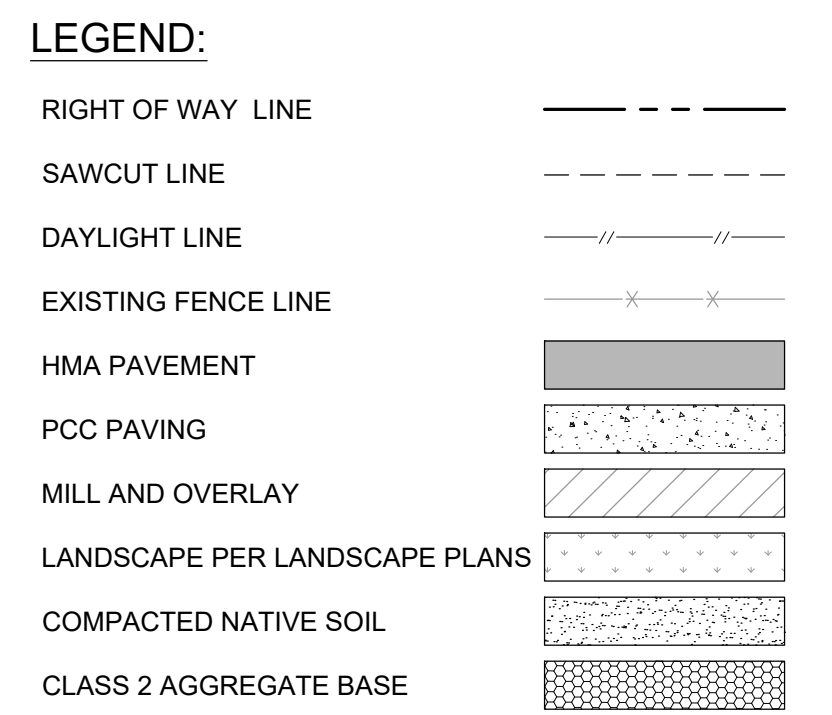 LEGEND:
RIGHT OF WAY LINE
SAWCUT LINE
DAYLIGHT LINE
EXISTING FENCE LINE
HMA PAVEMENT
PCC PAVING
MILL AND OVERLAY
LANDSCAPE PER LANDSCAPE PLANS
COMPACTED NATIVE SOIL
CLASS 2 AGGREGATE BASE